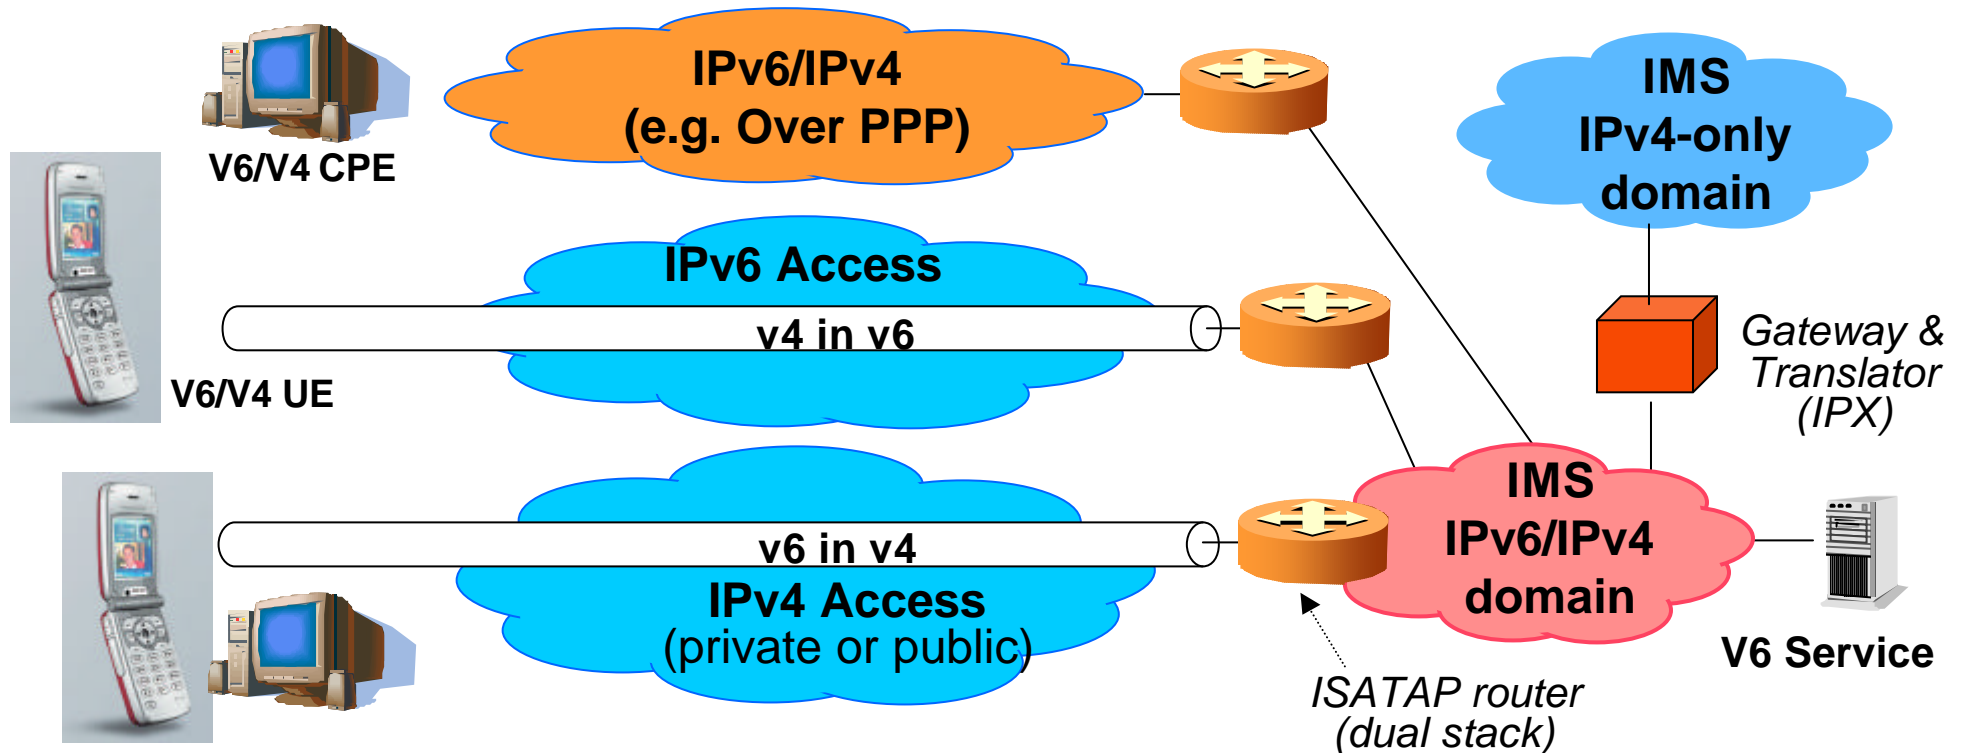 IPv6/IPv4
(e.g. Over PPP)
V6/V4 CPE
IMS
IPv4-only
domain
IPv6 Access
v4 in v6
V6/V4 UE
Gateway &
Translator
(IPX)
v6 in v4
IPv4 Access
(private or public)
IMS
IPv6/IPv4
domain
V6 Service
ISATAP router
(dual stack)